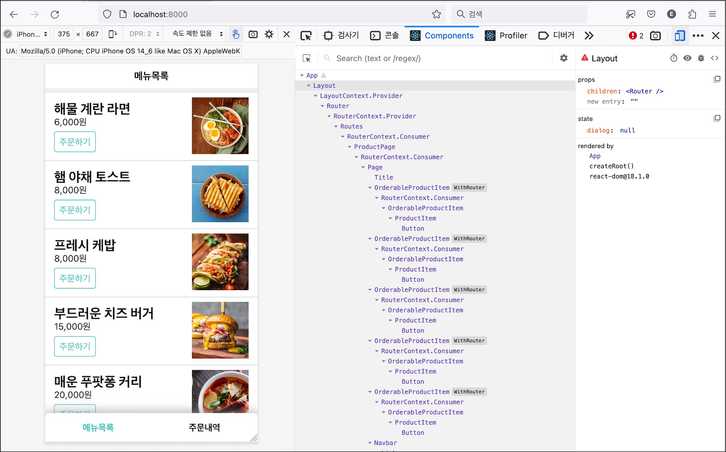 localhost:8000
검색
iPhon...
375
×
667
DPR: 2
속도 제한 없음
UA: Mozilla/5.0 (iPhone; CPU iPhone OS 14_6 like Mac OS X) AppleWebK
검사기
콘솔
Components
Profiler
디버거
2
메뉴목록
해물 계란 라면
6,000원
주문하기
햄 야채 토스트
8,000원
주문하기
프레시 케밥
8,000원
주문하기
부드러운 치즈 버거
15,000원
주문하기
매운 푸팟퐁 커리
20,000원
메뉴목록
주문내역
Search (text or /regex/)
App
Layout
LayoutContext.Provider
Router
RouterContext.Provider
Routes
RouterContext.Consumer
ProductPage
RouterContext.Consumer
Page
Title
OrderableProductItem WithRouter
RouterContext.Consumer
OrderableProductItem
ProductItem
Button
OrderableProductItem WithRouter
RouterContext.Consumer
OrderableProductItem
ProductItem
Button
OrderableProductItem WithRouter
RouterContext.Consumer
OrderableProductItem
ProductItem
Button
OrderableProductItem WithRouter
RouterContext.Consumer
OrderableProductItem
ProductItem
Button
OrderableProductItem WithRouter
RouterContext.Consumer
OrderableProductItem
ProductItem
Button
Navbar
Layout
props
children: <Router />
new entry: ""
state
dialog: null
rendered by
App
createRoot()
react-dom@18.1.0